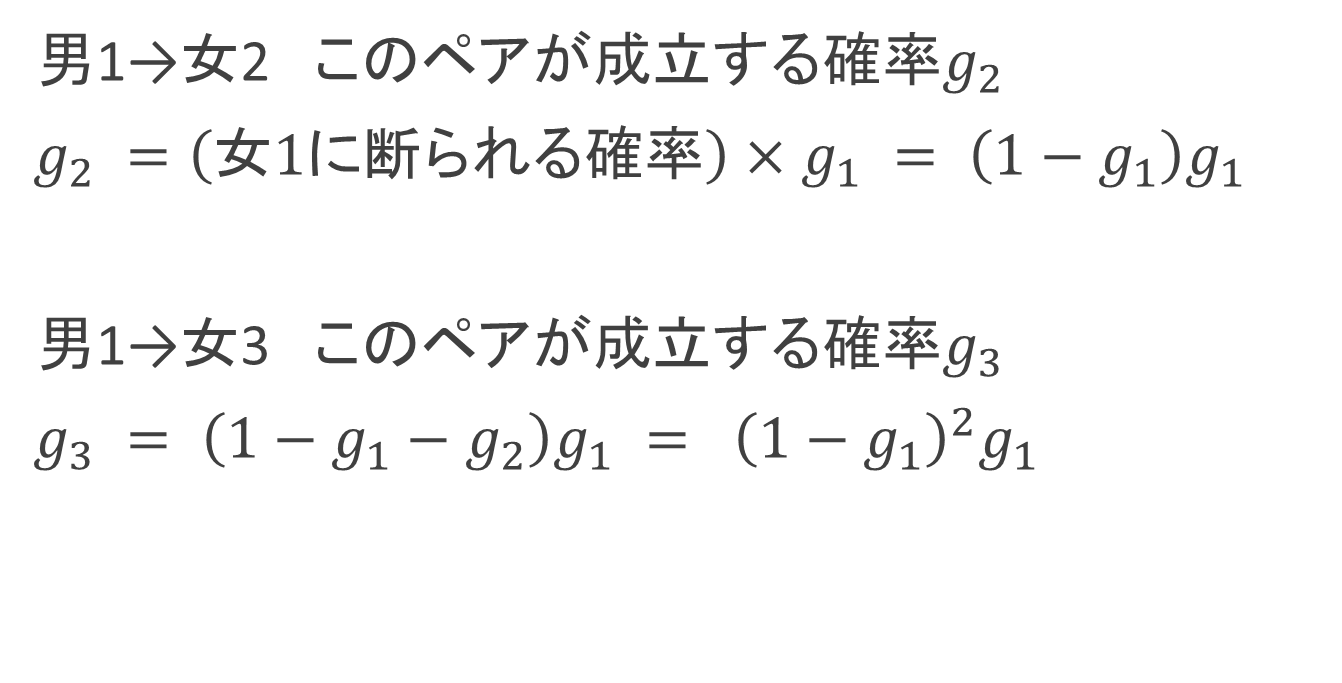 男1→女2 このペアが成立する確率𝑔₂
𝑔₂ = (女1に断られる確率) × 𝑔₁ = (1 − 𝑔₁)𝑔₁
男1→女3 このペアが成立する確率𝑔₃
𝑔₃ = (1 − 𝑔₁ − 𝑔₂)𝑔₁ = (1 − 𝑔₁)²𝑔₁